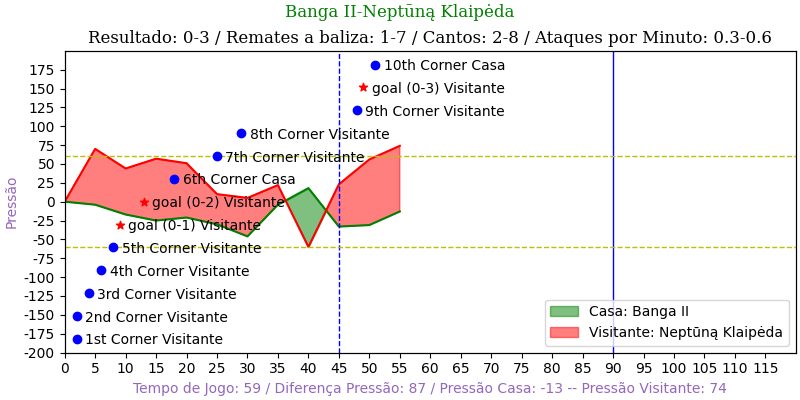 Banga II-Neptūną Klaipėda
Resultado: 0-3 / Remates a baliza: 1-7 / Cantos: 2-8 / Ataques por Minuto: 0.3-0.6
Pressão
175
150
125
100
75
50
25
0
-25
-50
-75
-100
-125
-150
-175
-200
10th Corner Casa
goal (0-3) Visitante
9th Corner Visitante
8th Corner Visitante
7th Corner Visitante
6th Corner Casa
goal (0-2) Visitante
goal (0-1) Visitante
5th Corner Visitante
4th Corner Visitante
3rd Corner Visitante
2nd Corner Visitante
1st Corner Visitante
Casa: Banga II
Visitante: Neptūną Klaipėda
0 5 10 15 20 25 30 35 40 45 50 55 60 65 70 75 80 85 90 95 100 105 110 115
Tempo de Jogo: 59 / Diferença Pressão: 87 / Pressão Casa: -13 -- Pressão Visitante: 74